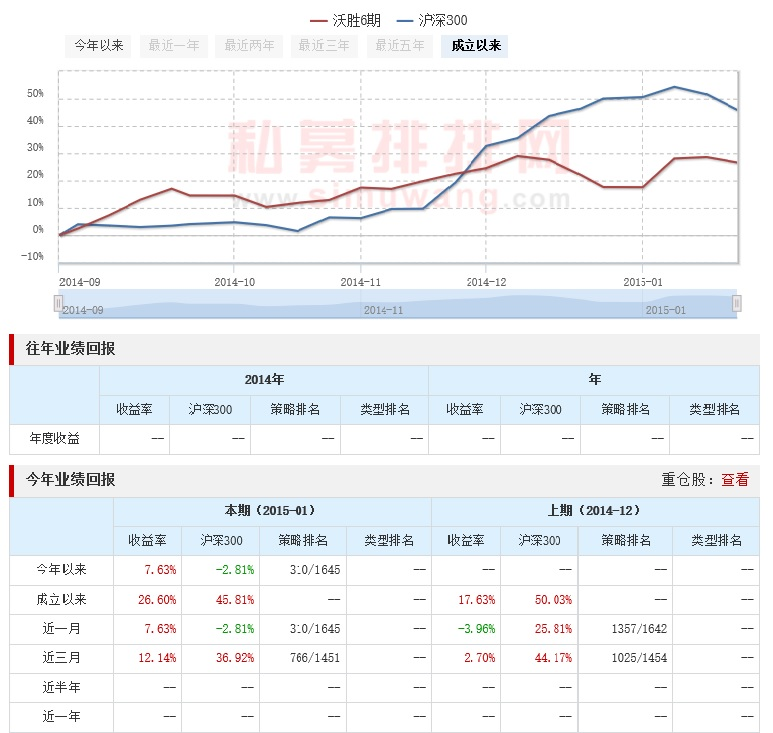 沃胜6期 沪深300
今年以来 最近一年 最近两年 最近三年 最近五年 成立以来
50%
40%
30%
20%
10%
0%
-10%
私募排排网
www.simuwang.com
2014-09 2014-10 2014-11 2014-12 2015-01
2014-09 2014-11 2015-01
往年业绩回报
2014年 年
收益率 沪深300 策略排名 类型排名 收益率 沪深300 策略排名 类型排名
年度收益 -- -- -- -- -- -- -- --
今年业绩回报 重仓股：查看
本期（2015-01） 上期（2014-12）
收益率 沪深300 策略排名 类型排名 收益率 沪深300 策略排名 类型排名
今年以来 7.63% -2.81% 310/1645 -- -- -- -- --
成立以来 26.60% 45.81% -- -- 17.63% 50.03% -- --
近一月 7.63% -2.81% 310/1645 -- -3.96% 25.81% 1357/1642 --
近三月 12.14% 36.92% 766/1451 -- 2.70% 44.17% 1025/1454 --
近半年 -- -- -- -- -- -- -- --
近一年 -- -- -- -- -- -- -- --